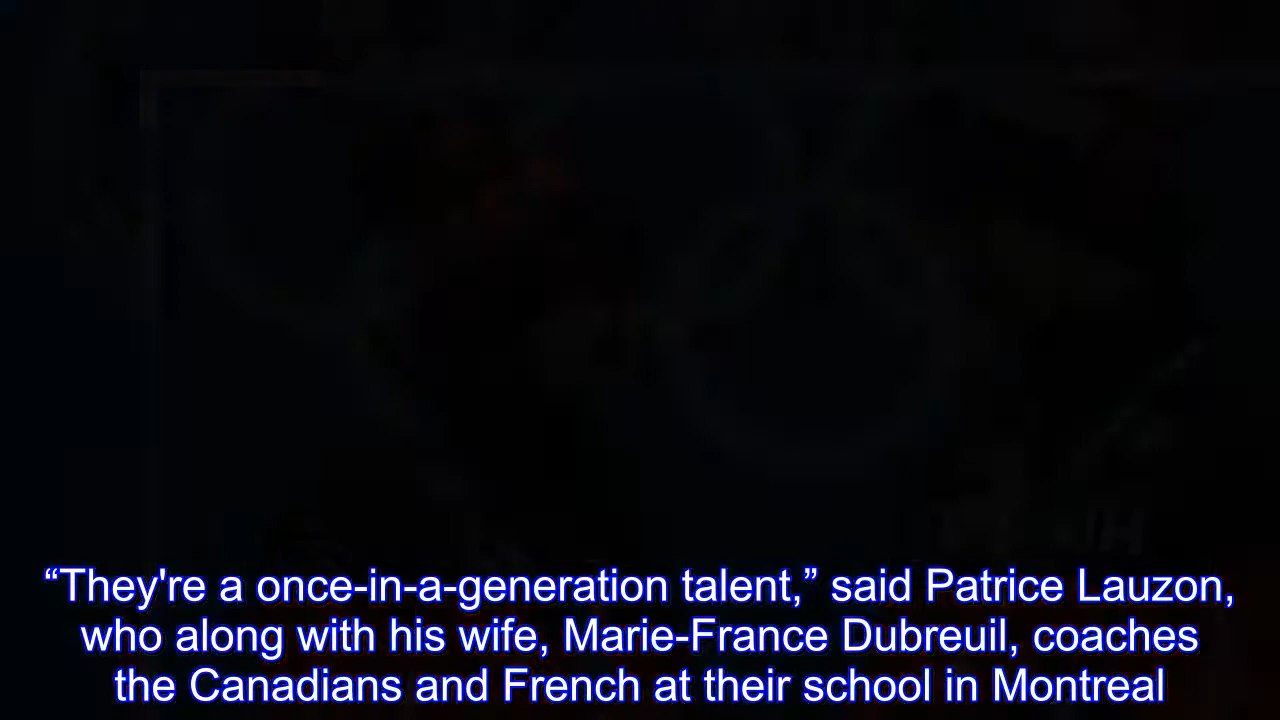 “They're a once-in-a-generation talent,” said Patrice Lauzon,
who along with his wife, Marie-France Dubreuil, coaches
the Canadians and French at their school in Montreal